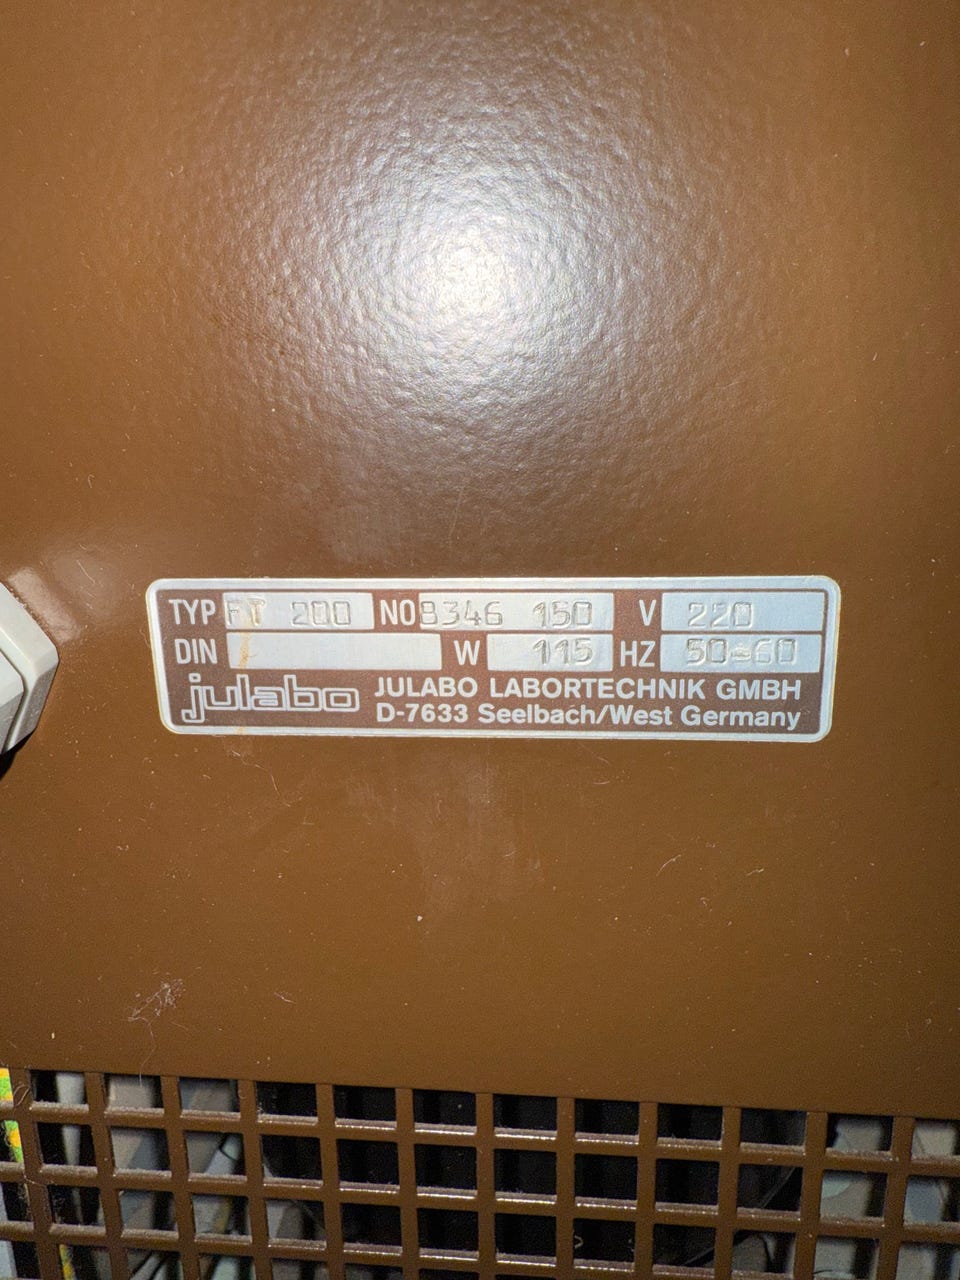 TYP FT 200 NO 8346 150 V 220
DIN W 115 HZ 50-60
julabo JULABO LABORTECHNIK GMBH
D-7633 Seelbach/West Germany